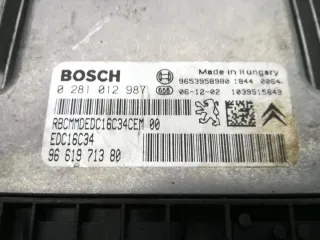 Made in Hungary
BOSCH
9653958980 1844 0064
0 281 012 987
06-12-02 1039S15849
RBCMMDEDC16C34CEM 00
EDC16C34
96 619 713 80